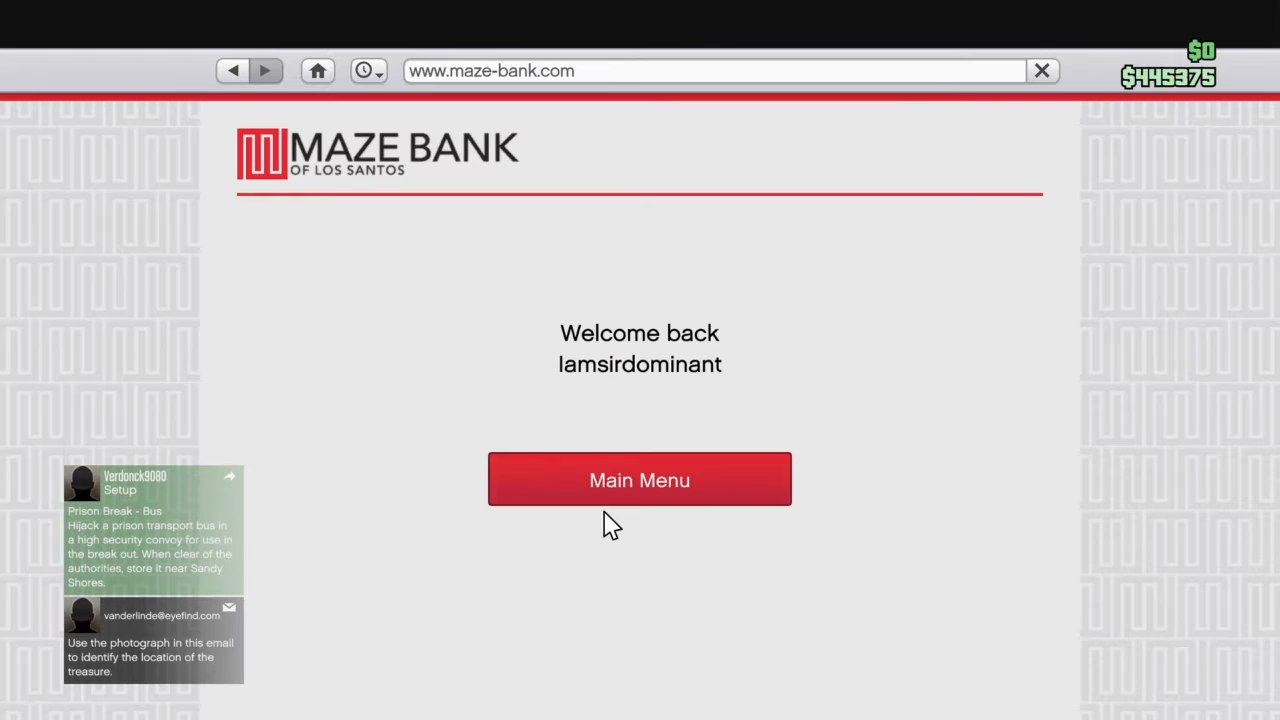 www.maze-bank.com
$0
$445375
MAZE BANK
OF LOS SANTOS
Welcome back
Iamsirdominant
Main Menu
Verdonck9080
Setup
Prison Break - Bus
Hijack a prison transport bus in
a high security convoy for use in
the break out. When clear of the
authorities, store it near Sandy
Shores.
vanderlinde@eyefind.com
Use the photograph in this email
to identify the location of the
treasure.